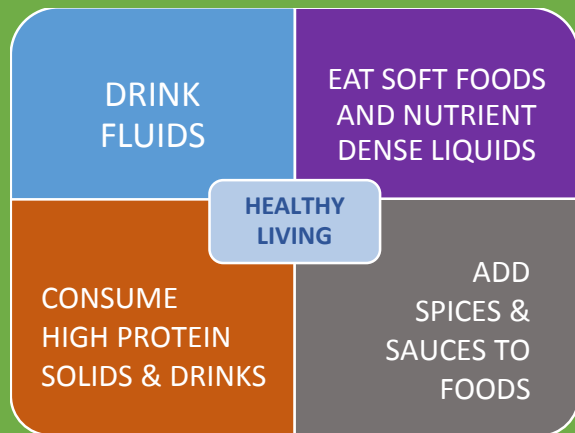 DRINK
FLUIDS
EAT SOFT FOODS
AND NUTRIENT
DENSE LIQUIDS
HEALTHY
LIVING
CONSUME
HIGH PROTEIN
SOLIDS & DRINKS
ADD
SPICES &
SAUCES TO
FOODS